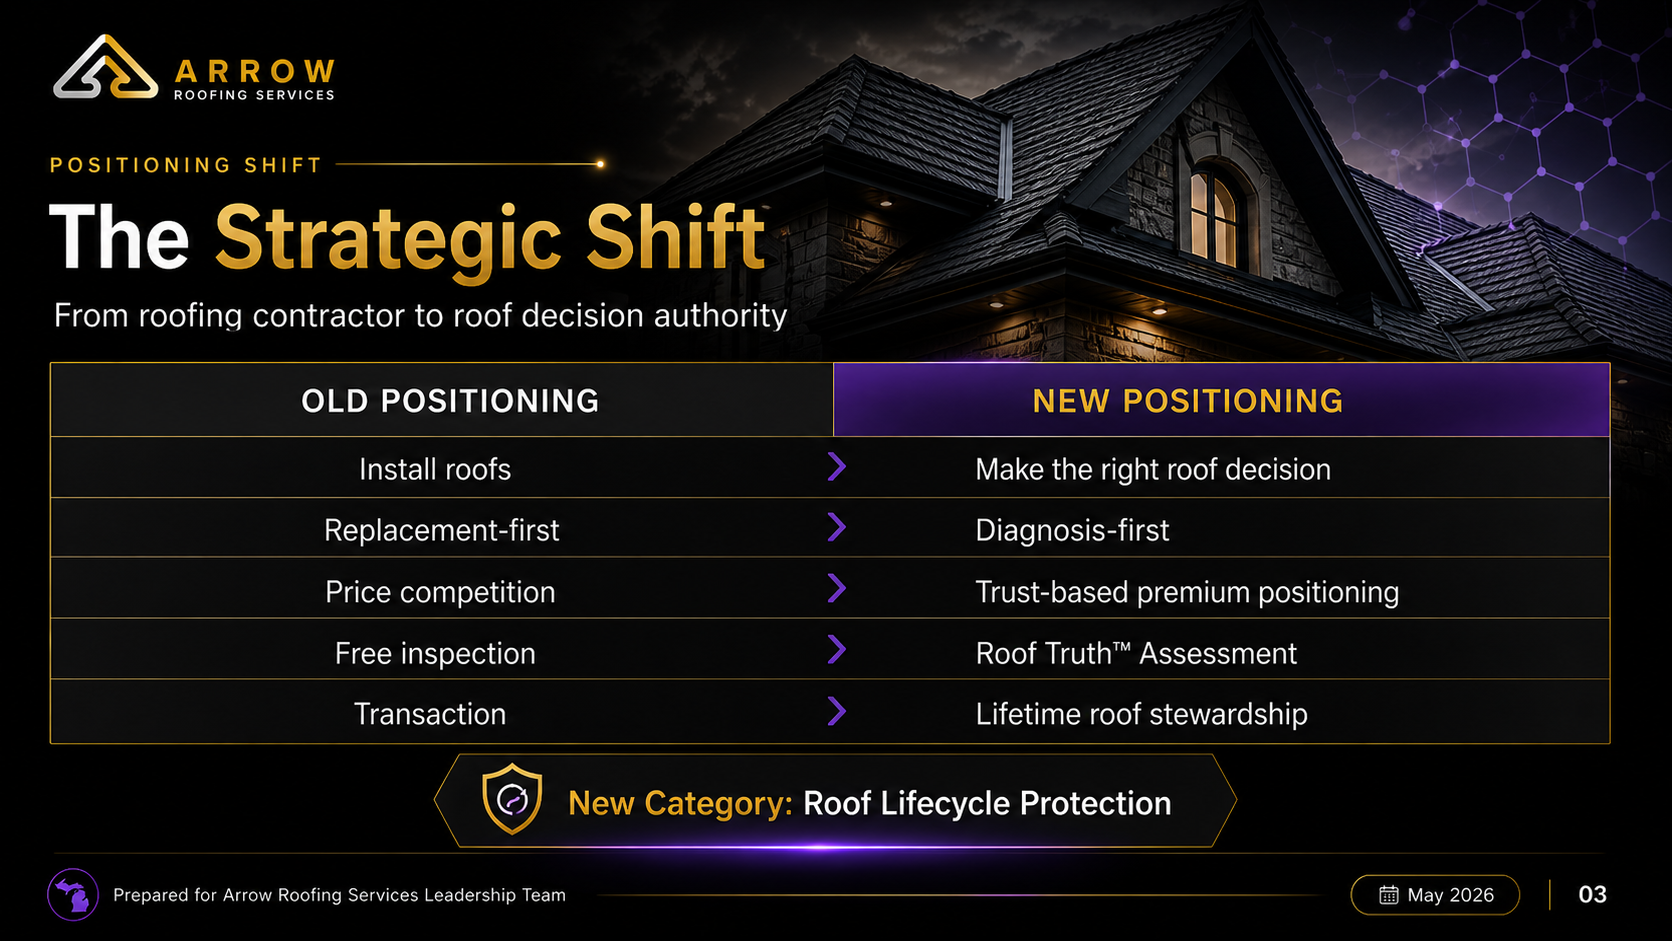 ARROW
ROOFING SERVICES
POSITIONING SHIFT
The Strategic Shift
From roofing contractor to roof decision authority
OLD POSITIONING
NEW POSITIONING
Install roofs
Make the right roof decision
Replacement-first
Diagnosis-first
Price competition
Trust-based premium positioning
Free inspection
Roof Truth™ Assessment
Transaction
Lifetime roof stewardship
New Category: Roof Lifecycle Protection
Prepared for Arrow Roofing Services Leadership Team
May 2026
03